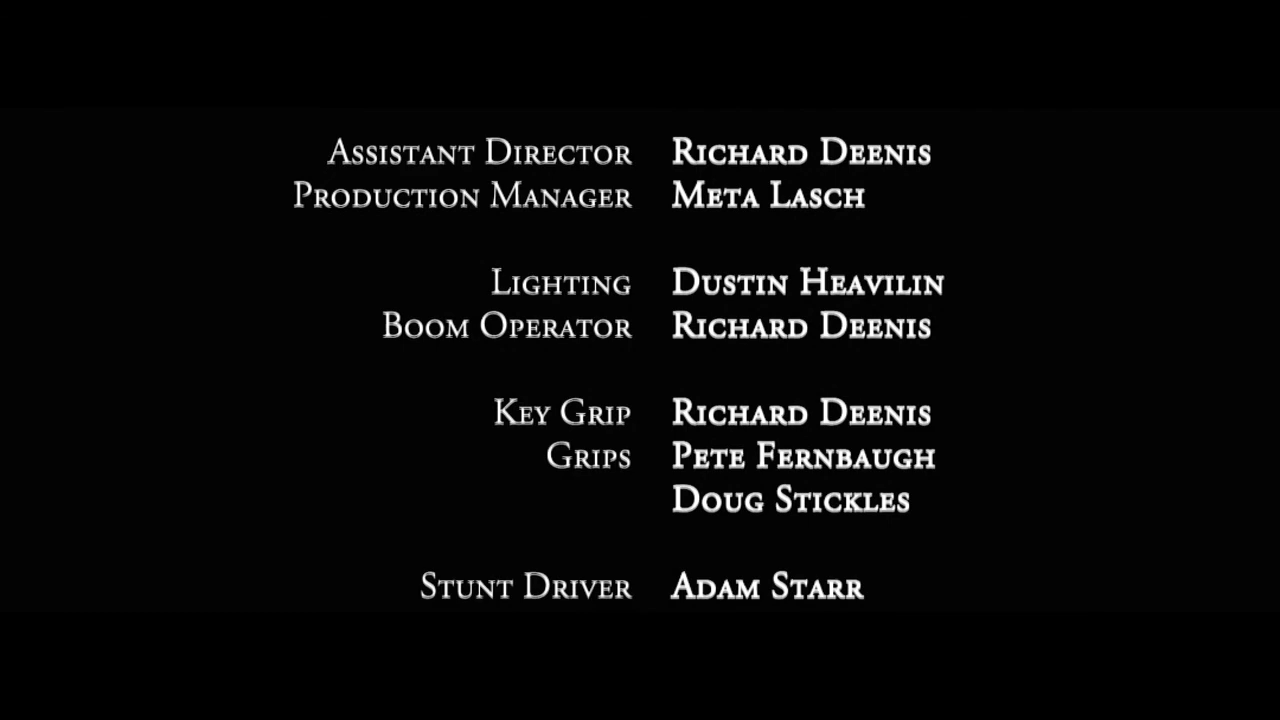 Assistant Director Richard Deenis
Production Manager Meta Lasch
Lighting Dustin Heavilin
Boom Operator Richard Deenis
Key Grip Richard Deenis
Grips Pete Fernbaugh
Doug Stickles
Stunt Driver Adam Starr